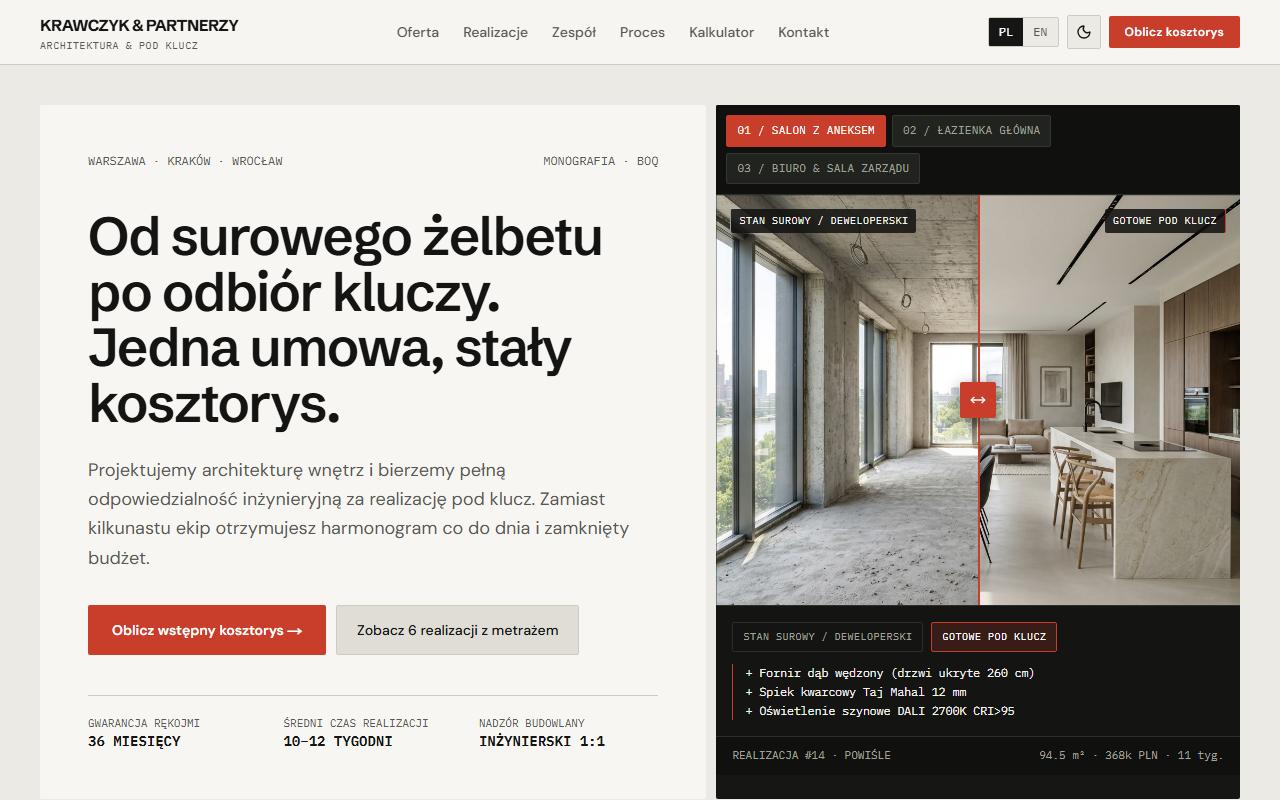 KRAWCZYK & PARTNERZY
ARCHITEKTURA & POD KLUCZ
Oferta
Realizacje
Zespół
Proces
Kalkulator
Kontakt
PL
EN
Oblicz kosztorys
WARSZAWA · KRAKÓW · WROCŁAW
MONOGRAFIA · BOQ
Od surowego żelbetu
po odbiór kluczy.
Jedna umowa, stały
kosztorys.
Projektujemy architekturę wnętrz i bierzemy pełną
odpowiedzialność inżynieryjną za realizację pod klucz. Zamiast
kilkunastu ekip otrzymujesz harmonogram co do dnia i zamknięty
budżet.
Oblicz wstępny kosztorys →
Zobacz 6 realizacji z metrażem
GWARANCJA RĘKOJMI
36 MIESIĘCY
ŚREDNI CZAS REALIZACJI
10–12 TYGODNI
NADZÓR BUDOWLANY
INŻYNIERSKI 1:1
01 / SALON Z ANEKSEM
02 / ŁAZIENKA GŁÓWNA
03 / BIURO & SALA ZARZĄDU
STAN SUROWY / DEWELOPERSKI
GOTOWE POD KLUCZ
STAN SUROWY / DEWELOPERSKI
GOTOWE POD KLUCZ
+ Fornir dąb wędzony (drzwi ukryte 260 cm)
+ Spiek kwarcowy Taj Mahal 12 mm
+ Oświetlenie szynowe DALI 2700K CRI>95
REALIZACJA #14 · POWIŚLE
94.5 m² · 368k PLN · 11 tyg.